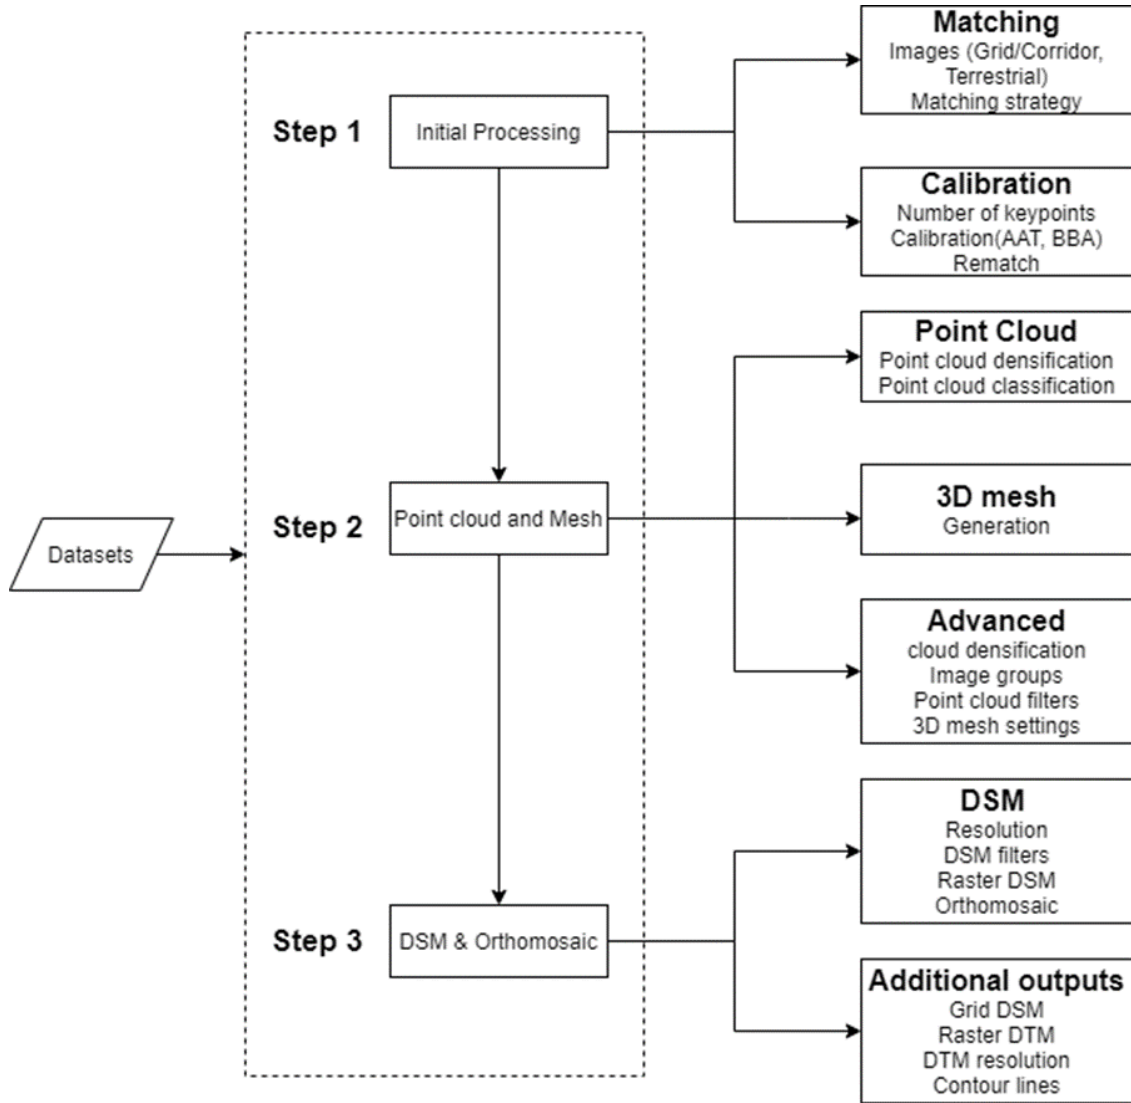 Datasets
Step 1
Initial Processing
Step 2
Point cloud and Mesh
Step 3
DSM & Orthomosaic
Matching
Images (Grid/Corridor,
Terrestrial)
Matching strategy
Calibration
Number of keypoints
Calibration(AAT, BBA)
Rematch
Point Cloud
Point cloud densification
Point cloud classification
3D mesh
Generation
Advanced
cloud densification
Image groups
Point cloud filters
3D mesh settings
DSM
Resolution
DSM filters
Raster DSM
Orthomosaic
Additional outputs
Grid DSM
Raster DTM
DTM resolution
Contour lines